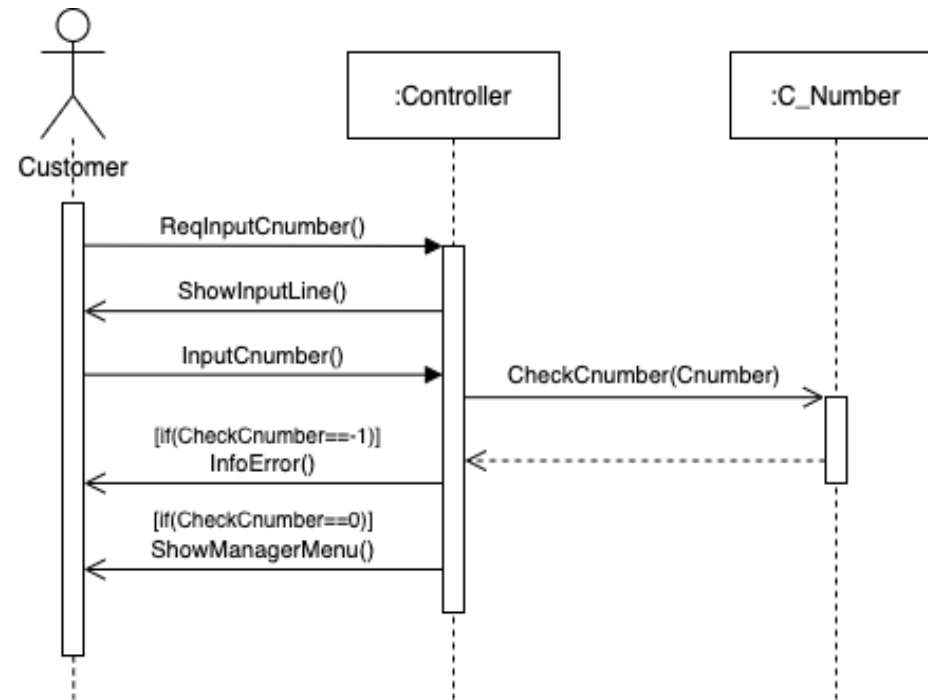 :Controller
:C_Number
Customer
ReqInputCnumber()
ShowInputLine()
InputCnumber()
CheckCnumber(Cnumber)
[if(CheckCnumber==-1)]
InfoError()
[if(CheckCnumber==0)]
ShowManagerMenu()